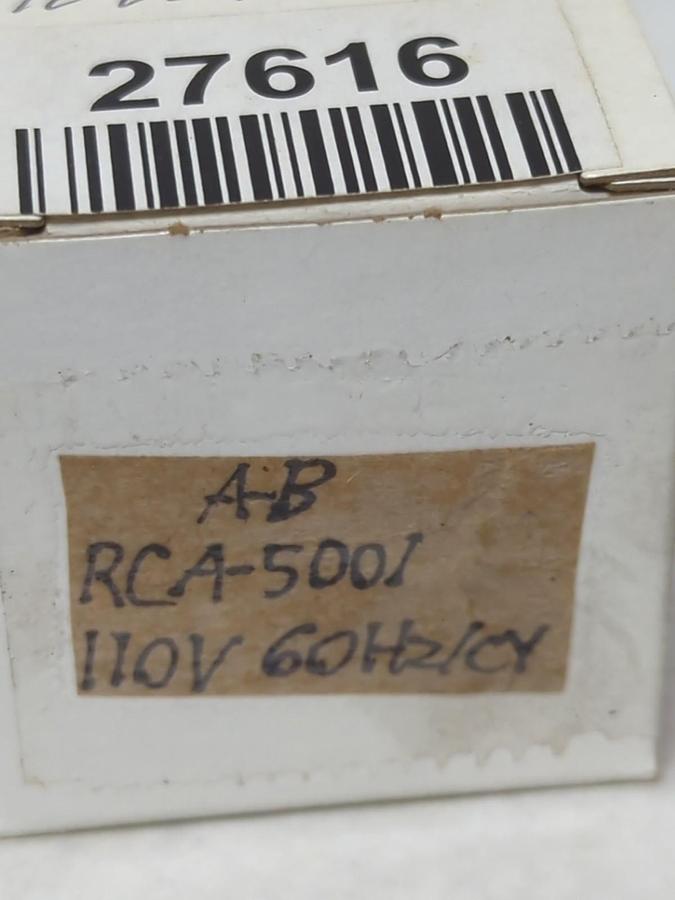 27616
A-B
RCA-5001
110V 60Hz/CY